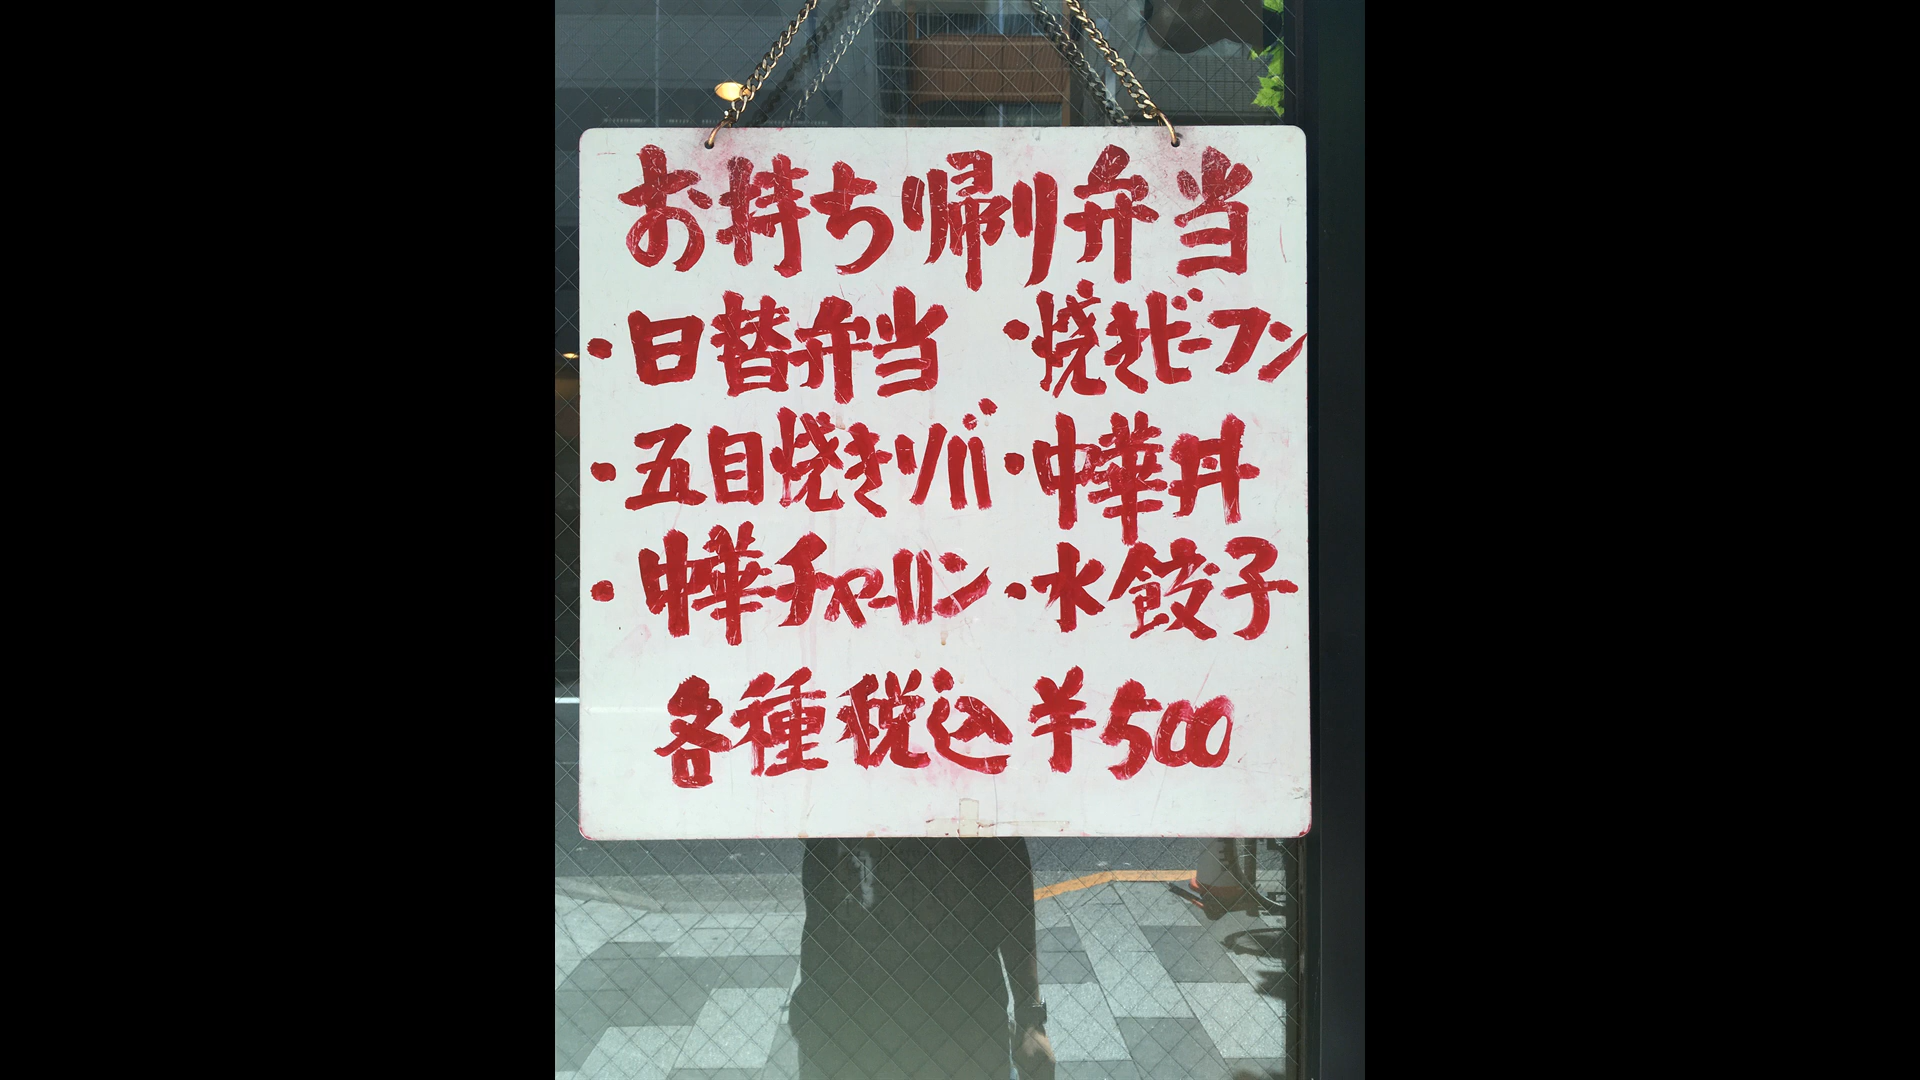 お持ち帰り弁当
・日替弁当 ・焼きビーフン
・五目焼きソバ ・中華丼
・中華チャーハン ・水餃子
各種税込¥500